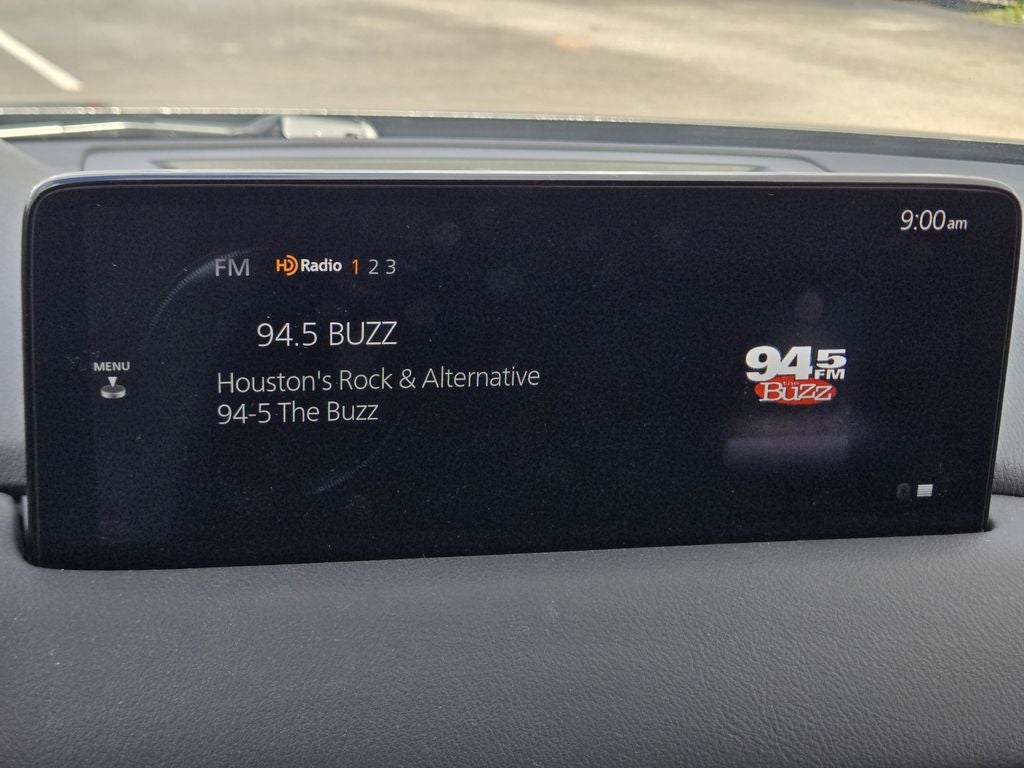 9:00am
FM HD Radio 1 2 3
94.5 BUZZ
MENU
Houston's Rock & Alternative
94-5 The Buzz
94.5
FM
the
Buzz